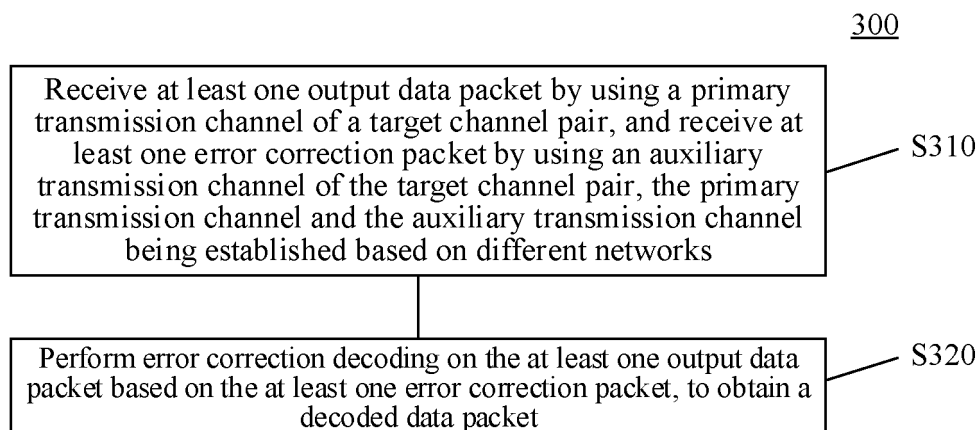 300
Receive at least one output data packet by using a primary
transmission channel of a target channel pair, and receive at
least one error correction packet by using an auxiliary
transmission channel of the target channel pair, the primary
transmission channel and the auxiliary transmission channel
being established based on different networks
S310
Perform error correction decoding on the at least one output data
packet based on the at least one error correction packet, to obtain a
decoded data packet
S320